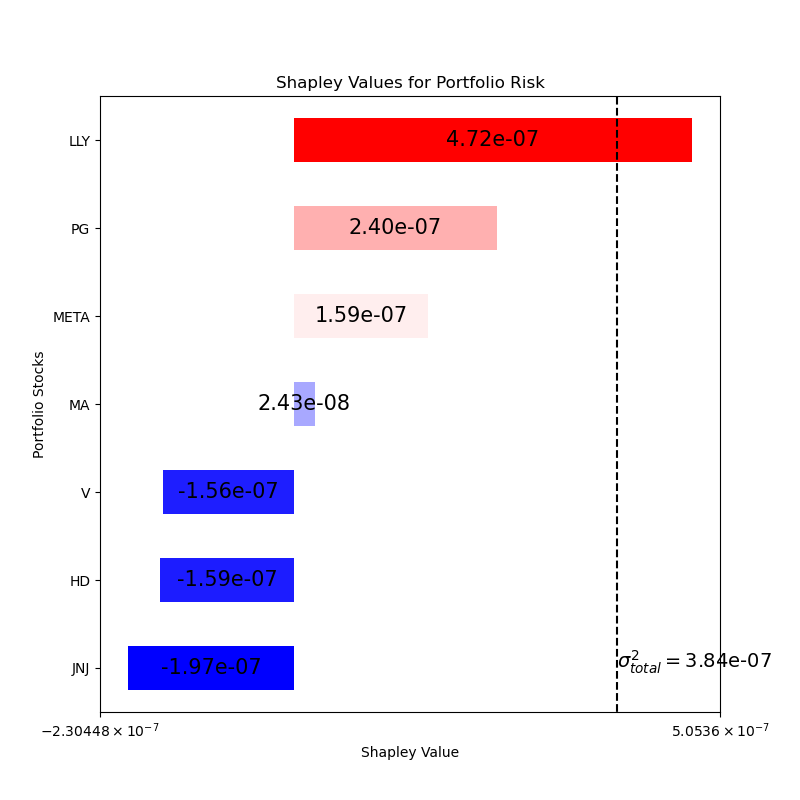 Shapley Values for Portfolio Risk
LLY
4.72e-07
PG
2.40e-07
META
1.59e-07
MA
2.43e-08
V
-1.56e-07
HD
-1.59e-07
JNJ
-1.97e-07
σ²_total = 3.84e-07
Portfolio Stocks
−2.30448 × 10⁻⁷
5.0536 × 10⁻⁷
Shapley Value